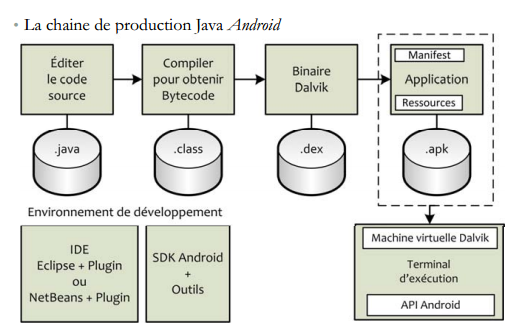 • La chaine de production Java Android
Éditer
le code
source
Compiler
pour obtenir
Bytecode
Binaire
Dalvik
Manifest
Application
Ressources
.java
.class
.dex
.apk
Environnement de développement
IDE
Eclipse + Plugin
ou
NetBeans + Plugin
SDK Android
+
Outils
Machine virtuelle Dalvik
Terminal
d'exécution
API Android